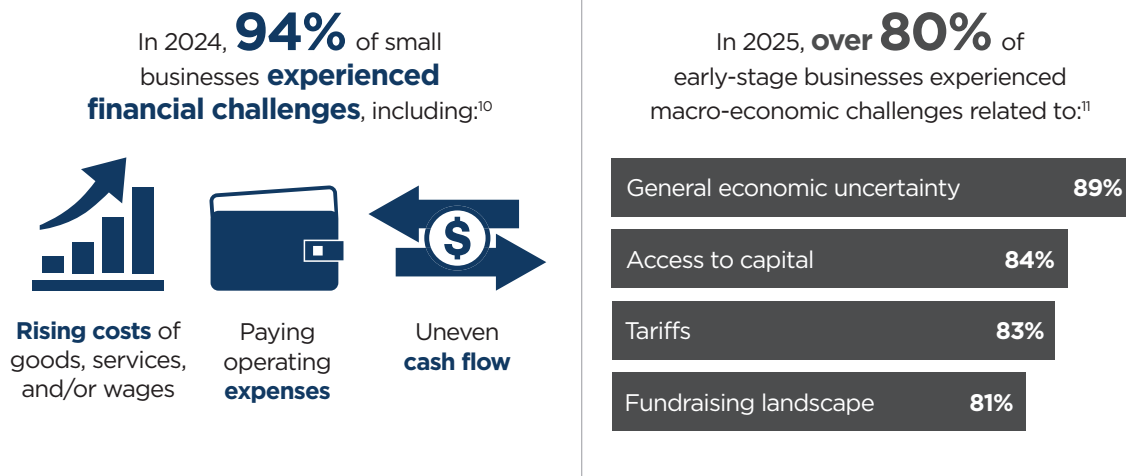 In 2024, 94% of small
businesses experienced
financial challenges, including:10
Rising costs of
goods, services,
and/or wages
Paying
operating
expenses
$
Uneven
cash flow
In 2025, over 80% of
early-stage businesses experienced
macro-economic challenges related to:11
General economic uncertainty 89%
Access to capital 84%
Tariffs 83%
Fundraising landscape 81%